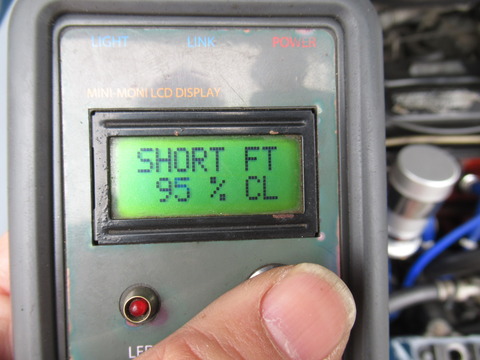 LIGHT LINK POWER
MINI-MONI LCD DISPLAY
SHORT FT
95 % CL